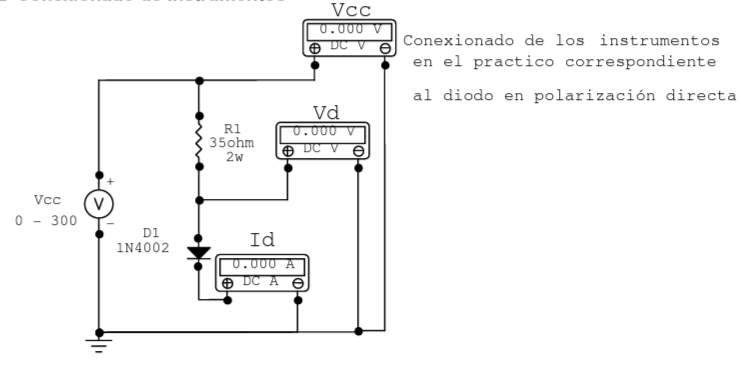 Vcc
0.000 V
DC V
Conexionado de los instrumentos
en el practico correspondiente
al diodo en polarización directa
Vd
0.000 V
DC V
R1
35ohm
2w
Vcc
0 - 300
+
V
-
D1
1N4002
Id
0.000 A
DC A